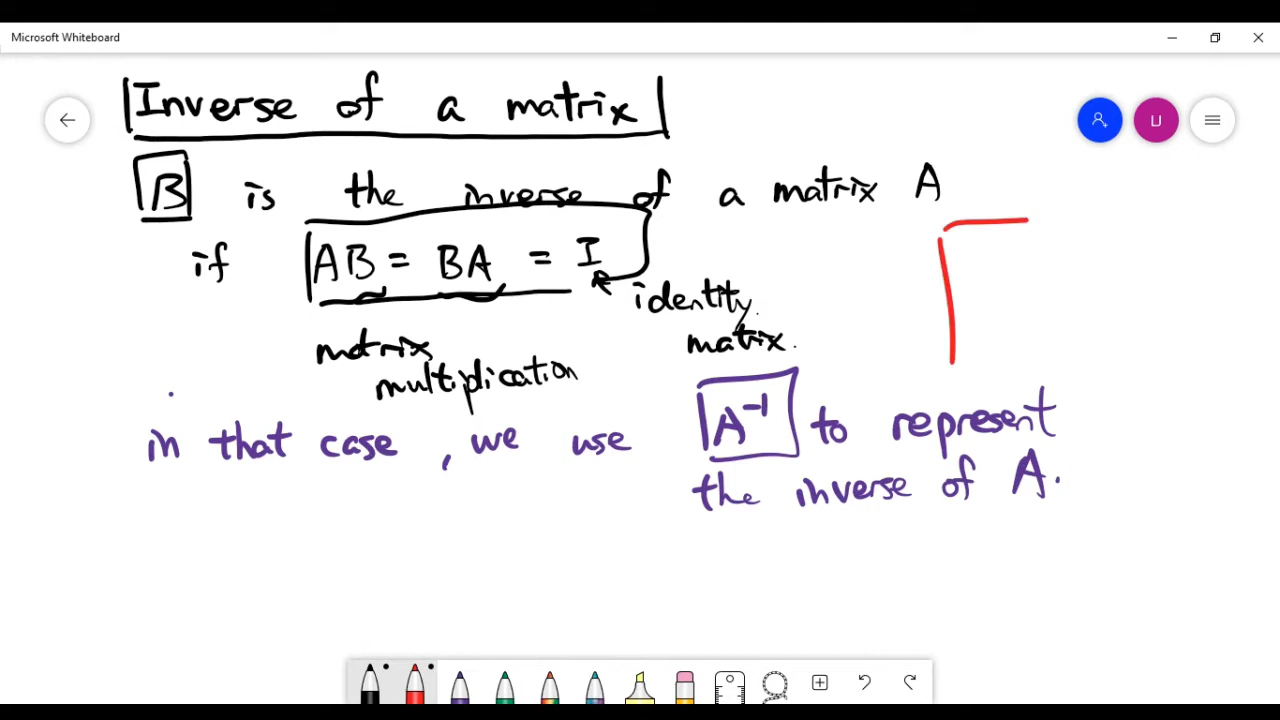 Microsoft Whiteboard
Inverse of a matrix
LI
B is the inverse of a matrix A
if AB = BA = I
identity
matrix.
matrix
multiplication
in that case, we use A⁻¹ to represent
the inverse of A.